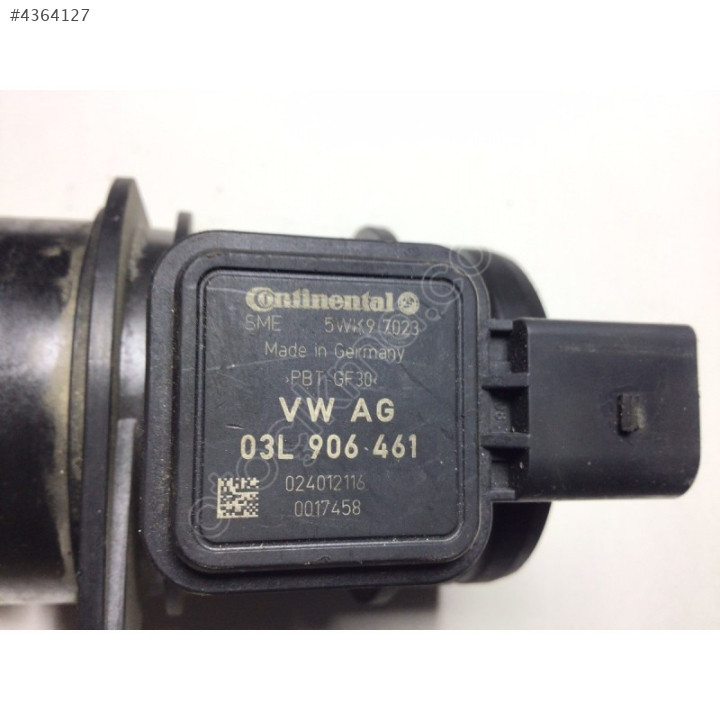 #4364127
Continental
SME 5WK9 7023
Made in Germany
>PBT-GF30<
VW AG
03L 906 461
024012116
0017458